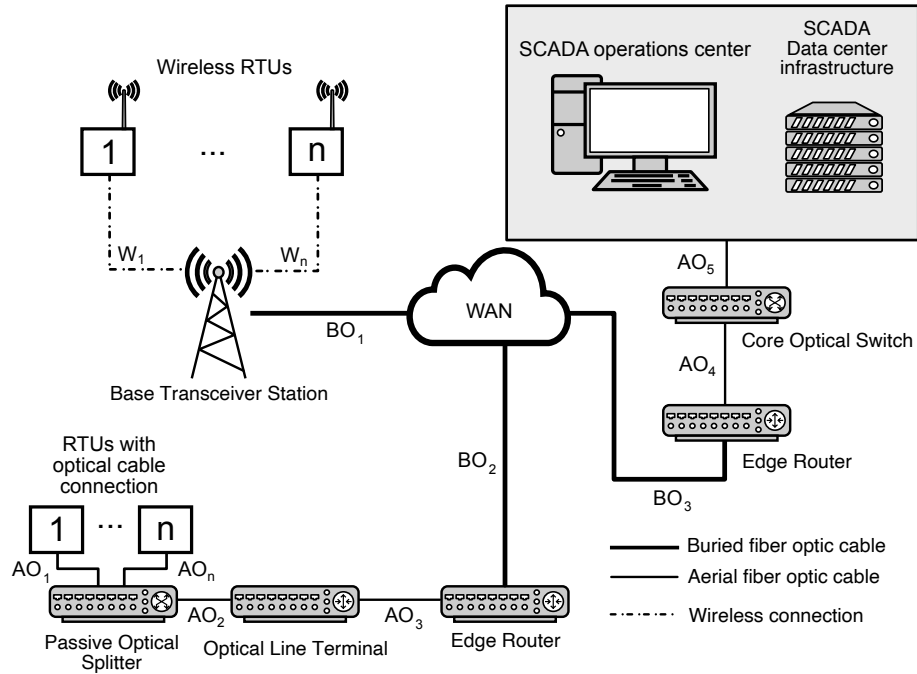 SCADA operations center
SCADA
Data center
infrastructure
Wireless RTUs
1
...
n
W₁
Wₙ
BO₁
WAN
Base Transceiver Station
AO₅
Core Optical Switch
AO₄
Edge Router
BO₃
BO₂
RTUs with
optical cable
connection
1
...
n
AO₁
AOₙ
AO₂
AO₃
Passive Optical
Splitter
Optical Line Terminal
Edge Router
Buried fiber optic cable
Aerial fiber optic cable
Wireless connection